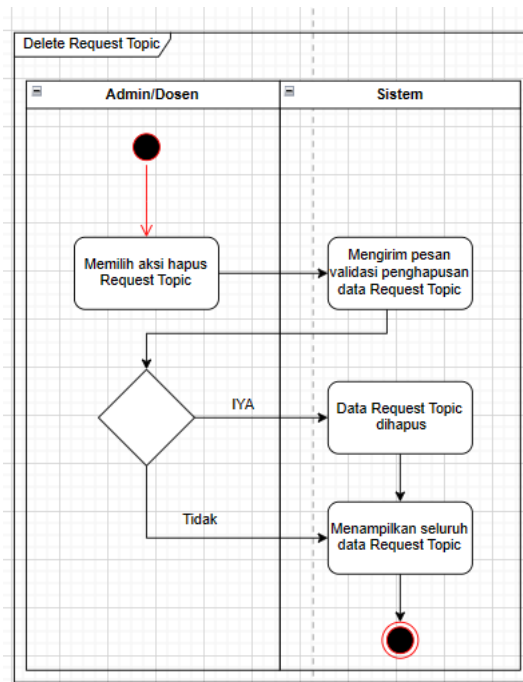 Delete Request Topic
Admin/Dosen
Sistem
Memilih aksi hapus
Request Topic
Mengirim pesan
validasi penghapusan
data Request Topic
IYA
Data Request Topic
dihapus
Tidak
Menampilkan seluruh
data Request Topic